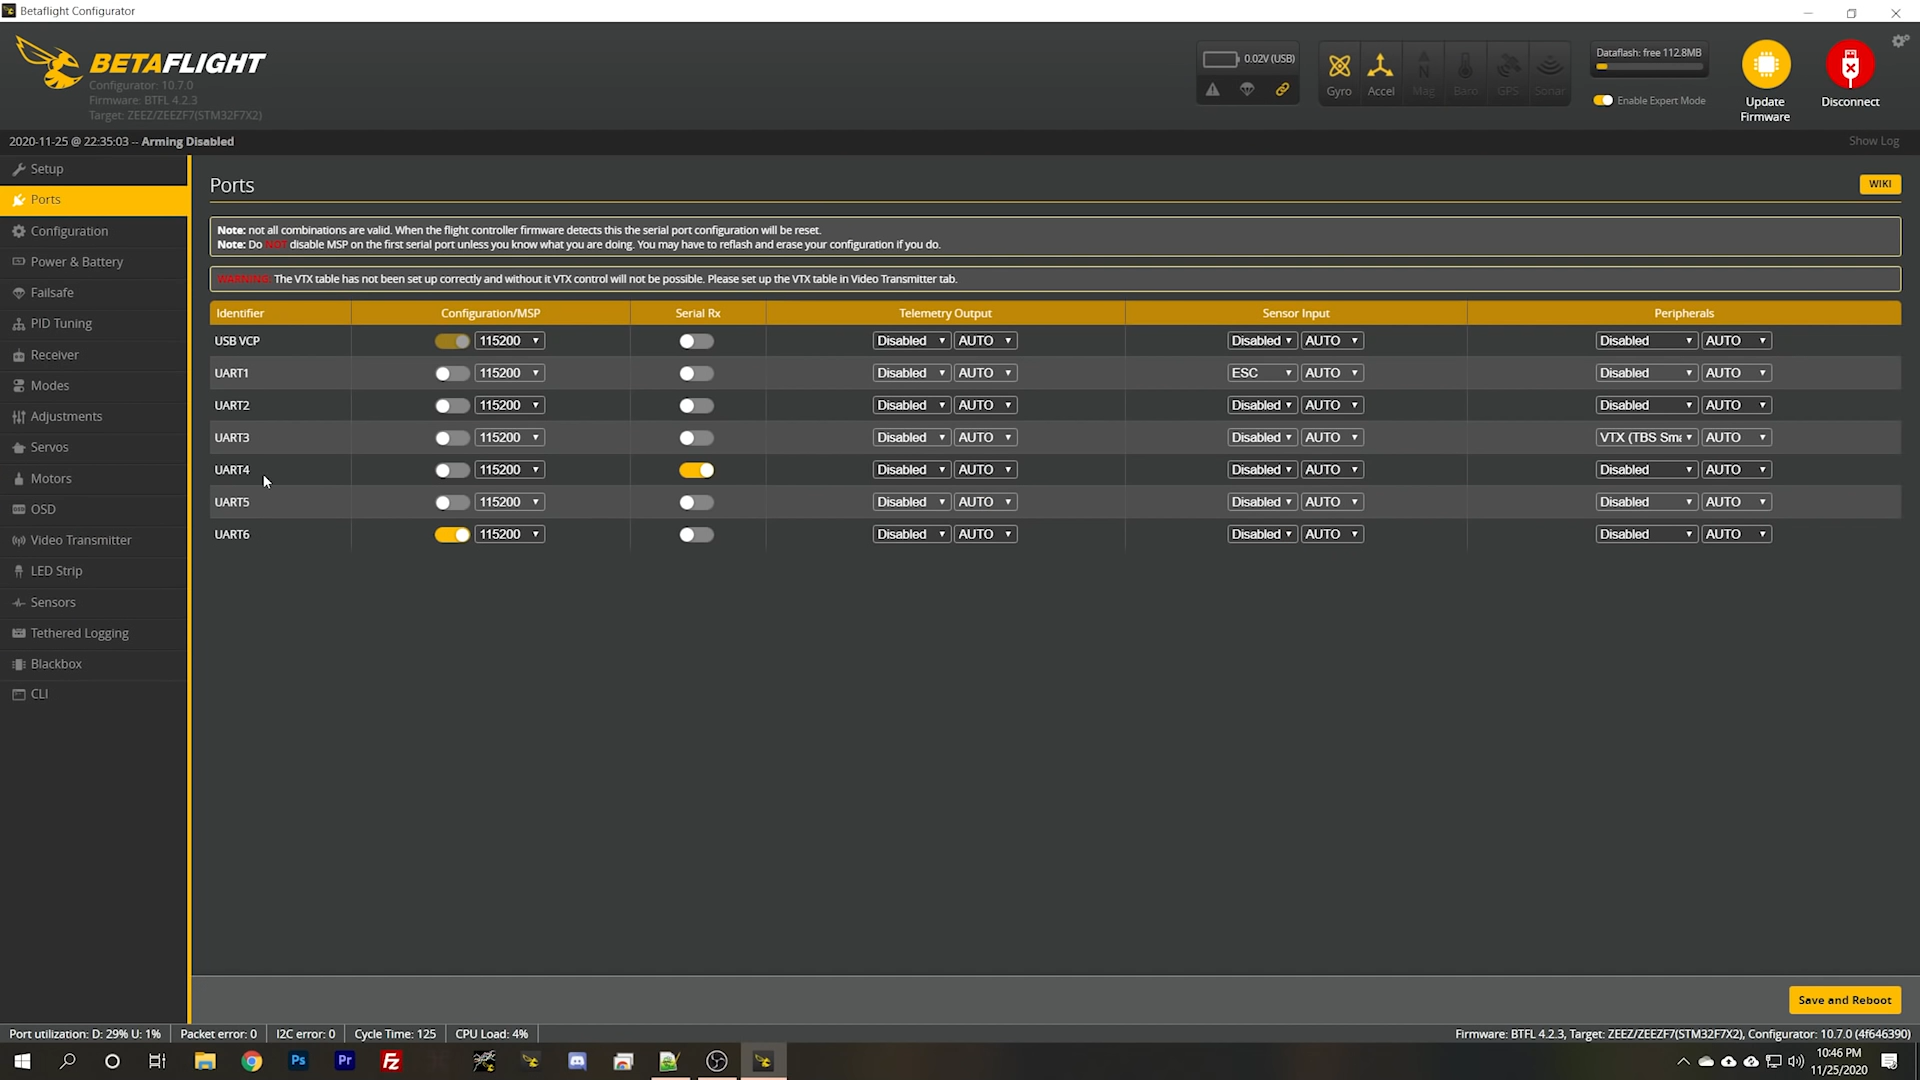 Betaflight Configurator
BETAFLIGHT
Configurator: 10.7.0
Firmware: BTFL 4.2.3
Target: ZEEZ/ZEEZF7(STM32F7X2)
0.02V (USB)
Gyro Accel Mag Baro GPS Sonar
Dataflash: free 112.8MB
Enable Expert Mode
Update Firmware
Disconnect
2020-11-25 @ 22:35:03 -- Arming Disabled
Show Log
Setup
Ports
Configuration
Power & Battery
Failsafe
PID Tuning
Receiver
Modes
Adjustments
Servos
Motors
OSD
Video Transmitter
LED Strip
Sensors
Tethered Logging
Blackbox
CLI
Ports
WIKI
Note: not all combinations are valid. When the flight controller firmware detects this the serial port configuration will be reset.
Note: Do NOT disable MSP on the first serial port unless you know what you are doing. You may have to reflash and erase your configuration if you do.
WARNING: The VTX table has not been set up correctly and without it VTX control will not be possible. Please set up the VTX table in Video Transmitter tab.
Identifier Configuration/MSP Serial Rx Telemetry Output Sensor Input Peripherals
USB VCP 115200 Disabled AUTO Disabled AUTO Disabled AUTO
UART1 115200 Disabled AUTO ESC AUTO Disabled AUTO
UART2 115200 Disabled AUTO Disabled AUTO Disabled AUTO
UART3 115200 Disabled AUTO Disabled AUTO VTX (TBS Sma AUTO
UART4 115200 Disabled AUTO Disabled AUTO Disabled AUTO
UART5 115200 Disabled AUTO Disabled AUTO Disabled AUTO
UART6 115200 Disabled AUTO Disabled AUTO Disabled AUTO
Save and Reboot
Port utilization: D: 29% U: 1% Packet error: 0 I2C error: 0 Cycle Time: 125 CPU Load: 4%
Firmware: BTFL 4.2.3, Target: ZEEZ/ZEEZF7(STM32F7X2), Configurator: 10.7.0 (4f646390)
Ps
Pr
Fz
10:46 PM
11/25/2020